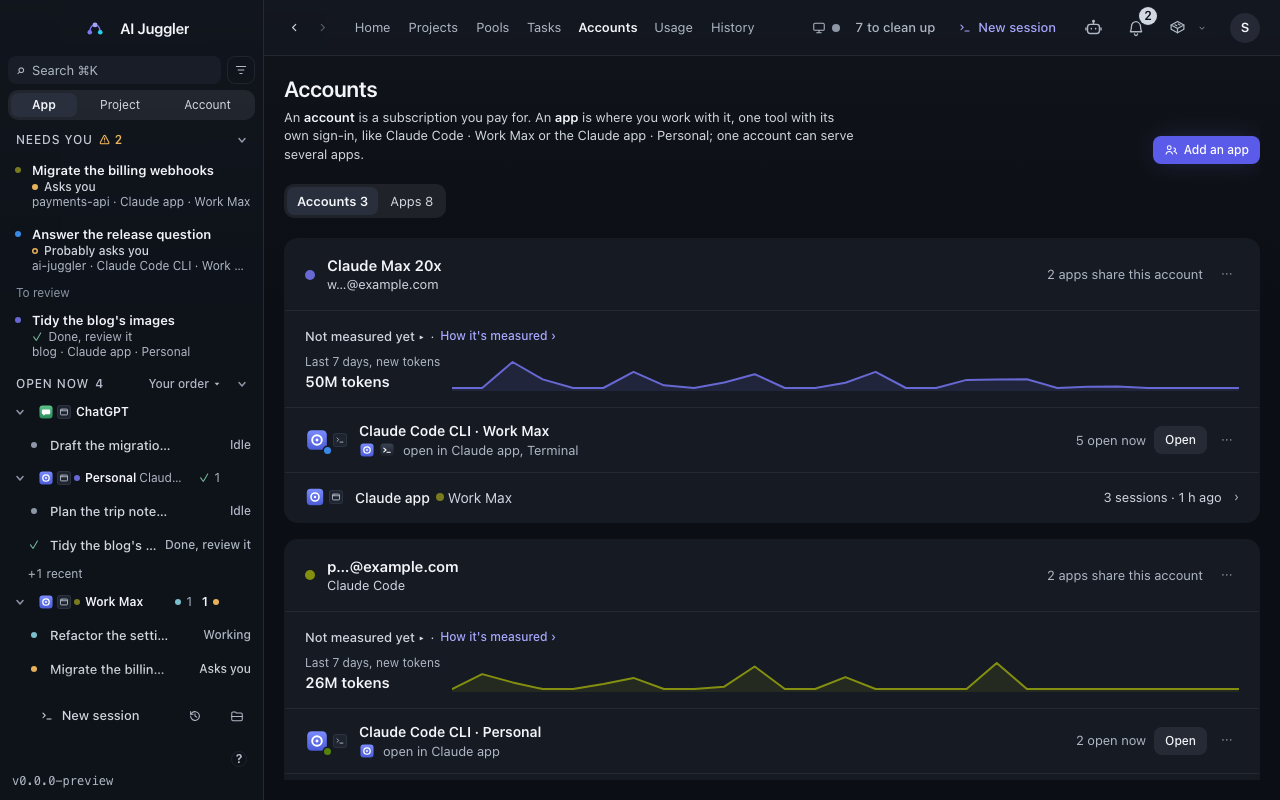 AI Juggler
Search ⌘K
App Project Account
NEEDS YOU 2
Migrate the billing webhooks
Asks you
payments-api · Claude app · Work Max
Answer the release question
Probably asks you
ai-juggler · Claude Code CLI · Work ...
To review
Tidy the blog's images
Done, review it
blog · Claude app · Personal
OPEN NOW 4 Your order
ChatGPT
Draft the migratio... Idle
Personal Claud... 1
Plan the trip note... Idle
Tidy the blog's ... Done, review it
+1 recent
Work Max 1 1
Refactor the setti... Working
Migrate the billin... Asks you
New session
?
v0.0.0-preview
Home Projects Pools Tasks Accounts Usage History
7 to clean up
New session
2
S
Accounts
An account is a subscription you pay for. An app is where you work with it, one tool with its
own sign-in, like Claude Code · Work Max or the Claude app · Personal; one account can serve
several apps.
Add an app
Accounts 3 Apps 8
Claude Max 20x
w...@example.com
2 apps share this account ···
Not measured yet ▸ · How it's measured ›
Last 7 days, new tokens
50M tokens
Claude Code CLI · Work Max
open in Claude app, Terminal
5 open now Open ···
Claude app Work Max
3 sessions · 1 h ago ›
p...@example.com
Claude Code
2 apps share this account ···
Not measured yet ▸ · How it's measured ›
Last 7 days, new tokens
26M tokens
Claude Code CLI · Personal
open in Claude app
2 open now Open ···